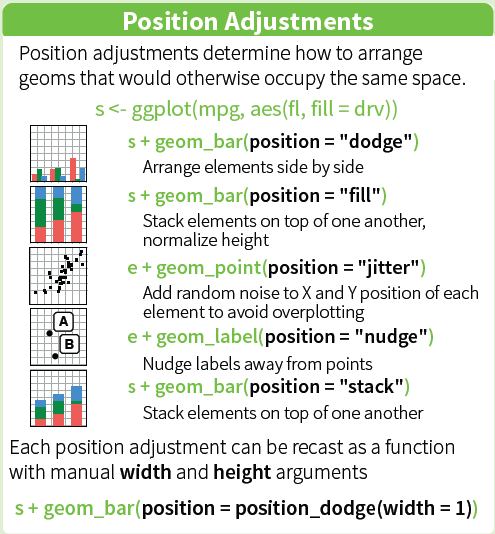 Position Adjustments
Position adjustments determine how to arrange
geoms that would otherwise occupy the same space.
s <- ggplot(mpg, aes(fl, fill = drv))
s + geom_bar(position = "dodge")
Arrange elements side by side
s + geom_bar(position = "fill")
Stack elements on top of one another,
normalize height
e + geom_point(position = "jitter")
Add random noise to X and Y position of each
element to avoid overplotting
A
B
e + geom_label(position = "nudge")
Nudge labels away from points
s + geom_bar(position = "stack")
Stack elements on top of one another
Each position adjustment can be recast as a function
with manual width and height arguments
s + geom_bar(position = position_dodge(width = 1))